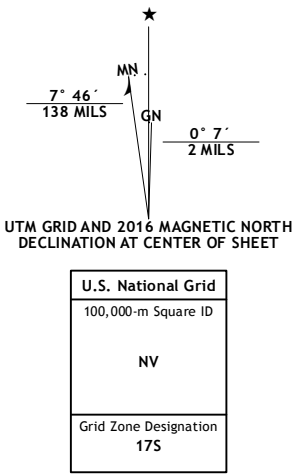 ★
MN
GN
7° 46´
138 MILS
0° 7´
2 MILS
UTM GRID AND 2016 MAGNETIC NORTH
DECLINATION AT CENTER OF SHEET
U.S. National Grid
100,000-m Square ID
NV
Grid Zone Designation
17S